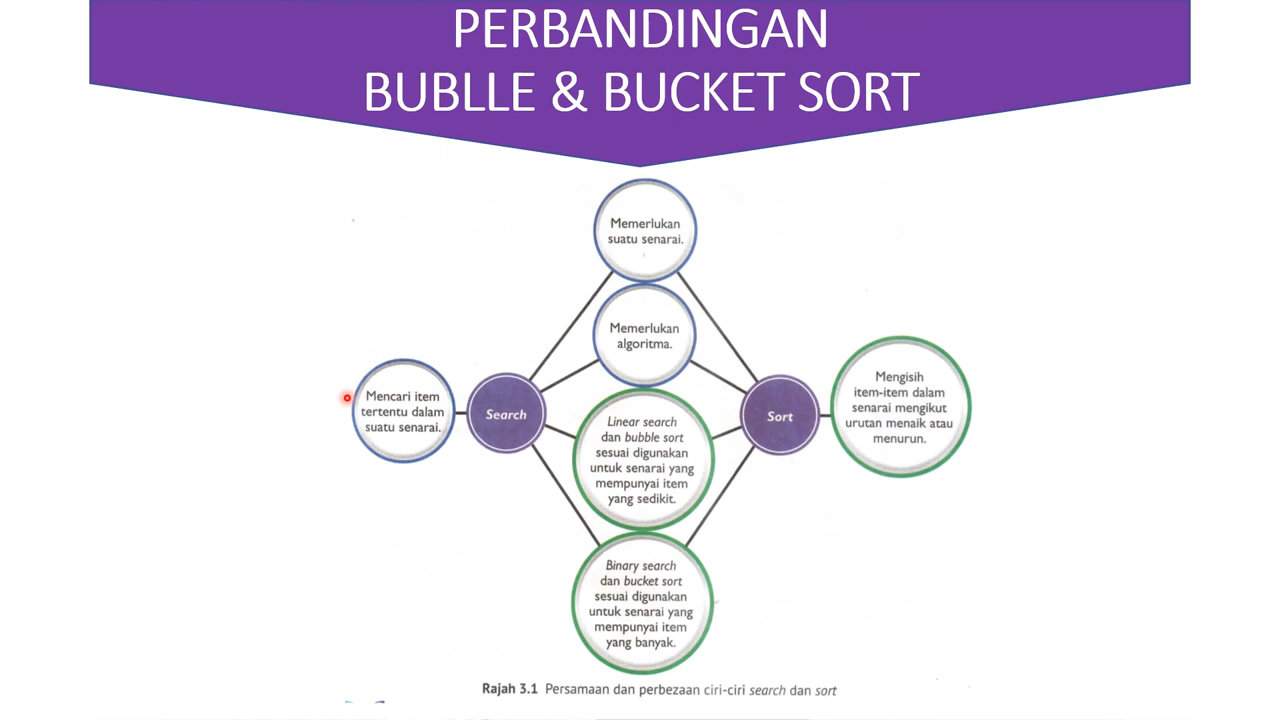 PERBANDINGAN
BUBLLE & BUCKET SORT
Memerlukan
suatu senarai.
Memerlukan
algoritma.
Mencari item
tertentu dalam
suatu senarai.
Search
Linear search
dan bubble sort
sesuai digunakan
untuk senarai yang
mempunyai item
yang sedikit.
Sort
Mengisih
item-item dalam
senarai mengikut
urutan menaik atau
menurun.
Binary search
dan bucket sort
sesuai digunakan
untuk senarai yang
mempunyai item
yang banyak.
Rajah 3.1 Persamaan dan perbezaan ciri-ciri search dan sort